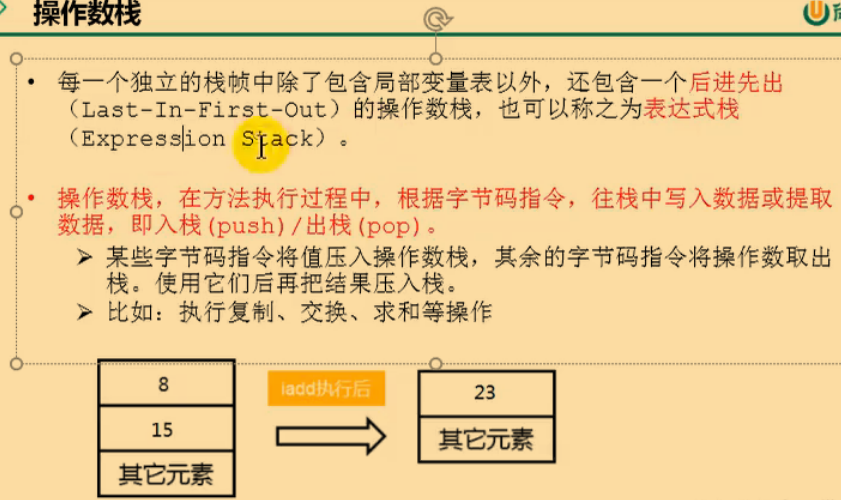 操作数栈
• 每一个独立的栈帧中除了包含局部变量表以外，还包含一个后进先出
（Last-In-First-Out）的操作数栈，也可以称之为表达式栈
（Expression Stack）。
• 操作数栈，在方法执行过程中，根据字节码指令，往栈中写入数据或提取
数据，即入栈(push)/出栈(pop)。
➢ 某些字节码指令将值压入操作数栈，其余的字节码指令将操作数取出
栈。使用它们后再把结果压入栈。
➢ 比如：执行复制、交换、求和等操作
8
15
其它元素
iadd执行后
23
其它元素